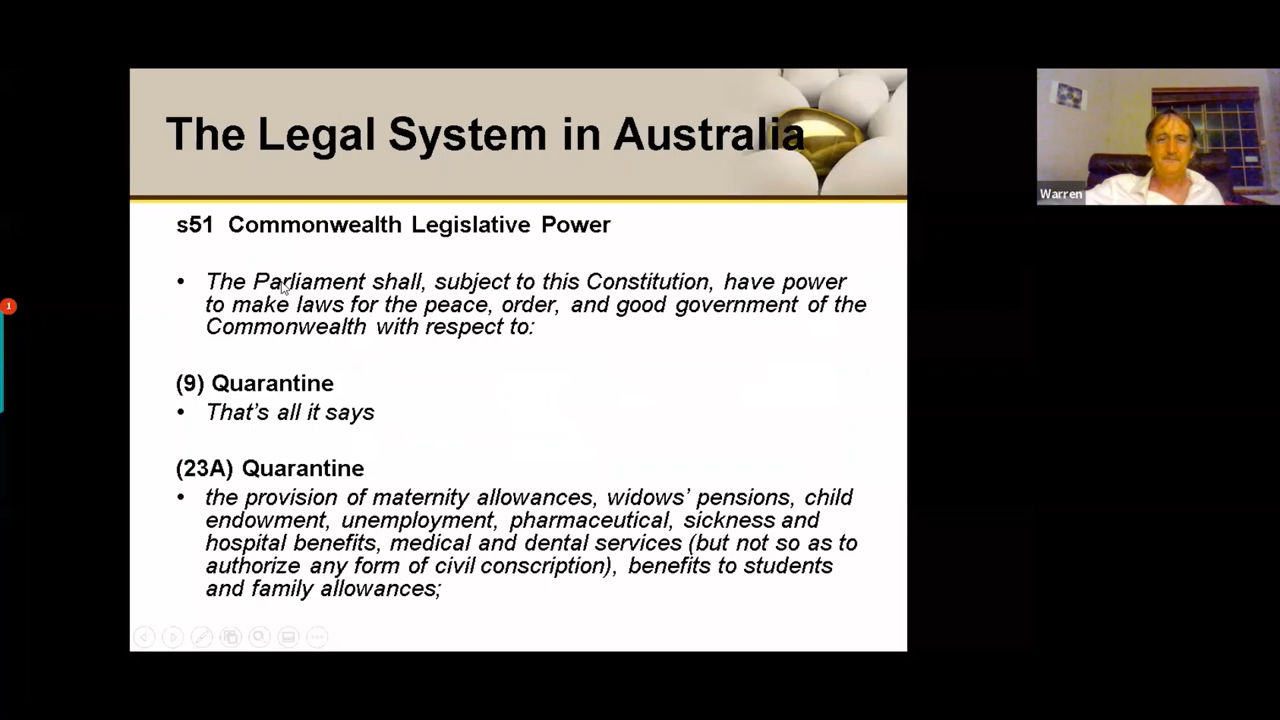 The Legal System in Australia
s51 Commonwealth Legislative Power
• The Parliament shall, subject to this Constitution, have power
to make laws for the peace, order, and good government of the
Commonwealth with respect to:
(9) Quarantine
• That's all it says
(23A) Quarantine
• the provision of maternity allowances, widows' pensions, child
endowment, unemployment, pharmaceutical, sickness and
hospital benefits, medical and dental services (but not so as to
authorize any form of civil conscription), benefits to students
and family allowances;
Warren
1